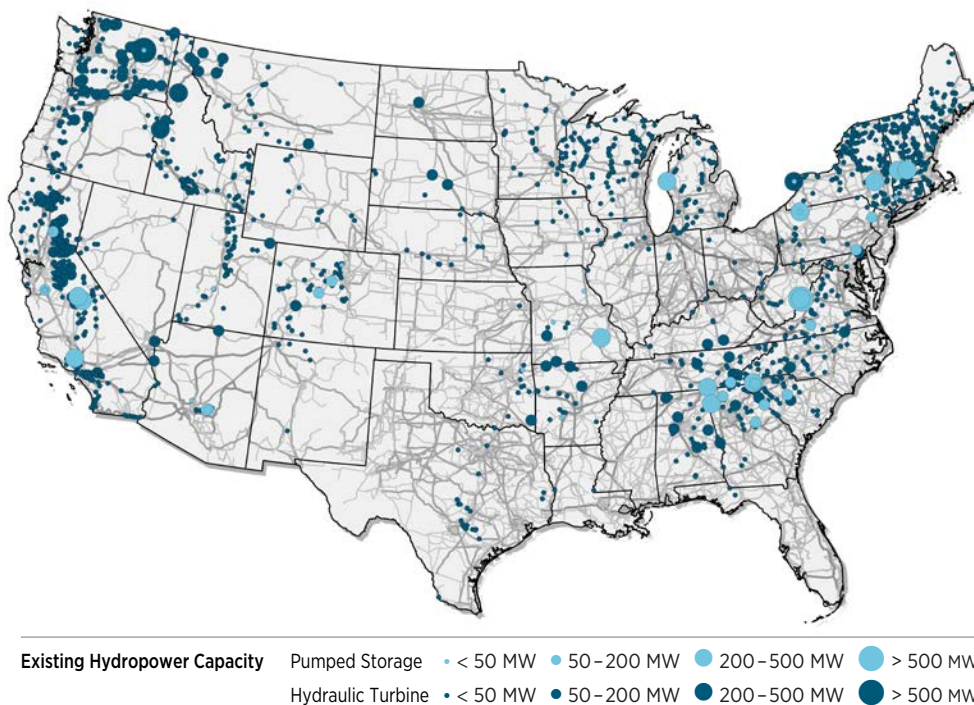 Existing Hydropower Capacity Pumped Storage < 50 MW 50–200 MW 200–500 MW > 500 MW
Hydraulic Turbine < 50 MW 50–200 MW 200–500 MW > 500 MW